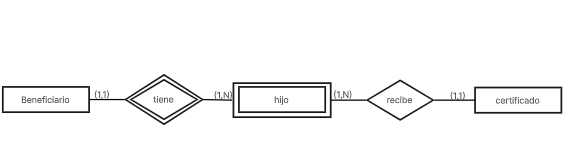 (1,1) (1,N) (1,N) (1,1)
Beneficiario tiene hijo recibe certificado